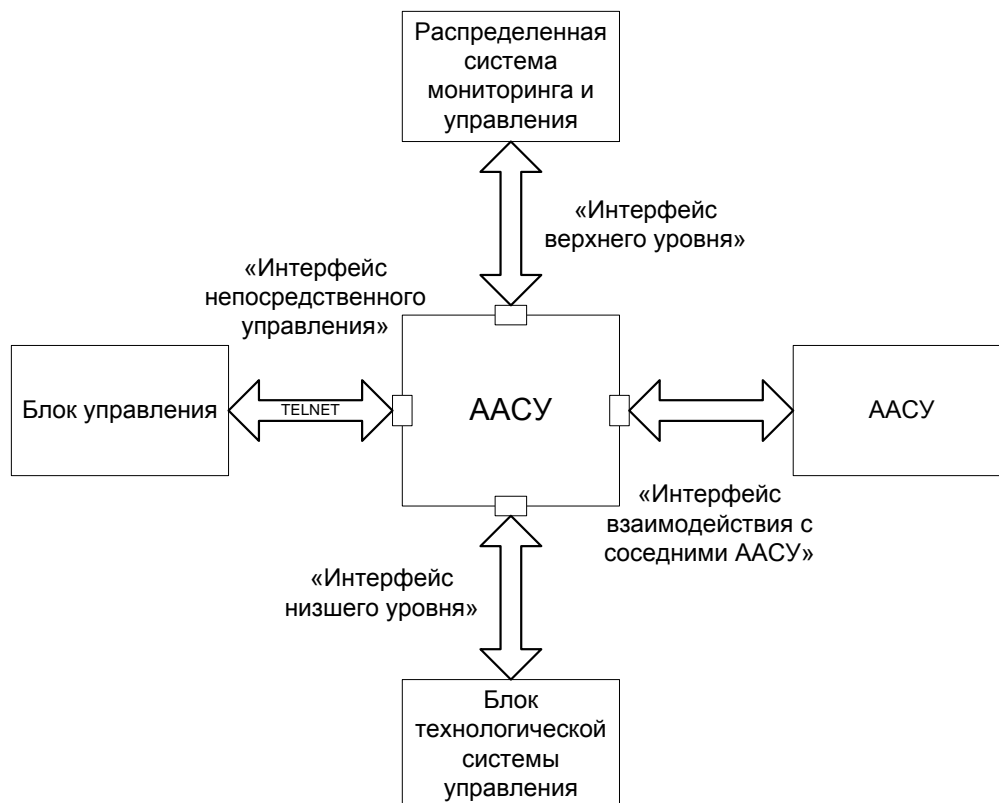 Распределенная
система
мониторинга и
управления
«Интерфейс
верхнего уровня»
«Интерфейс
непосредственного
управления»
Блок управления
TELNET
ААСУ
ААСУ
«Интерфейс
взаимодействия с
соседними ААСУ»
«Интерфейс
низшего уровня»
Блок
технологической
системы
управления